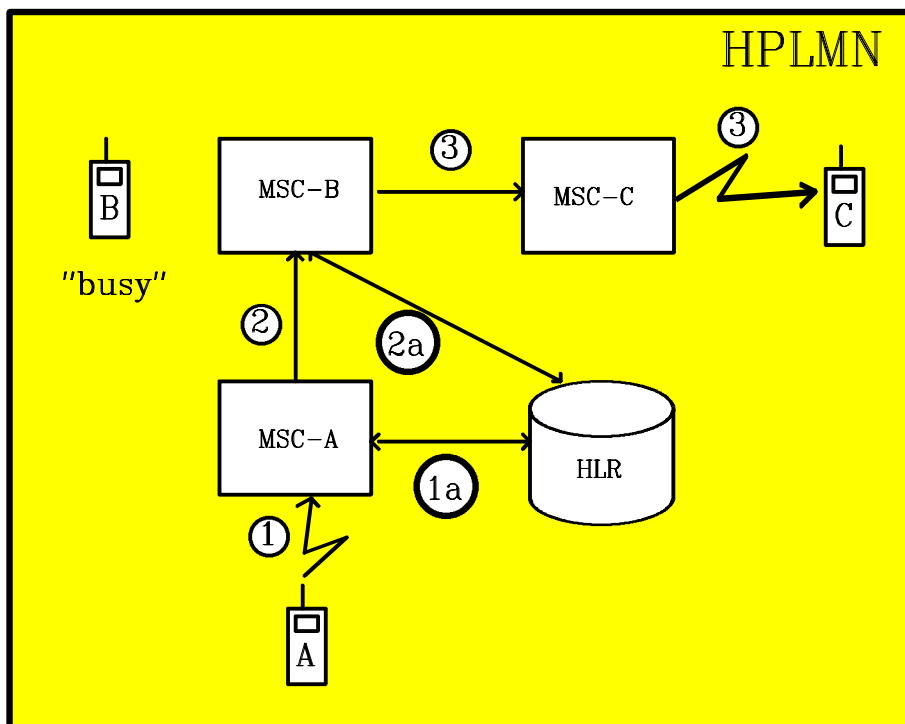 HPLMN
3
3
MSC-B
MSC-C
B
C
"busy"
2
2a
MSC-A
HLR
1a
1
A